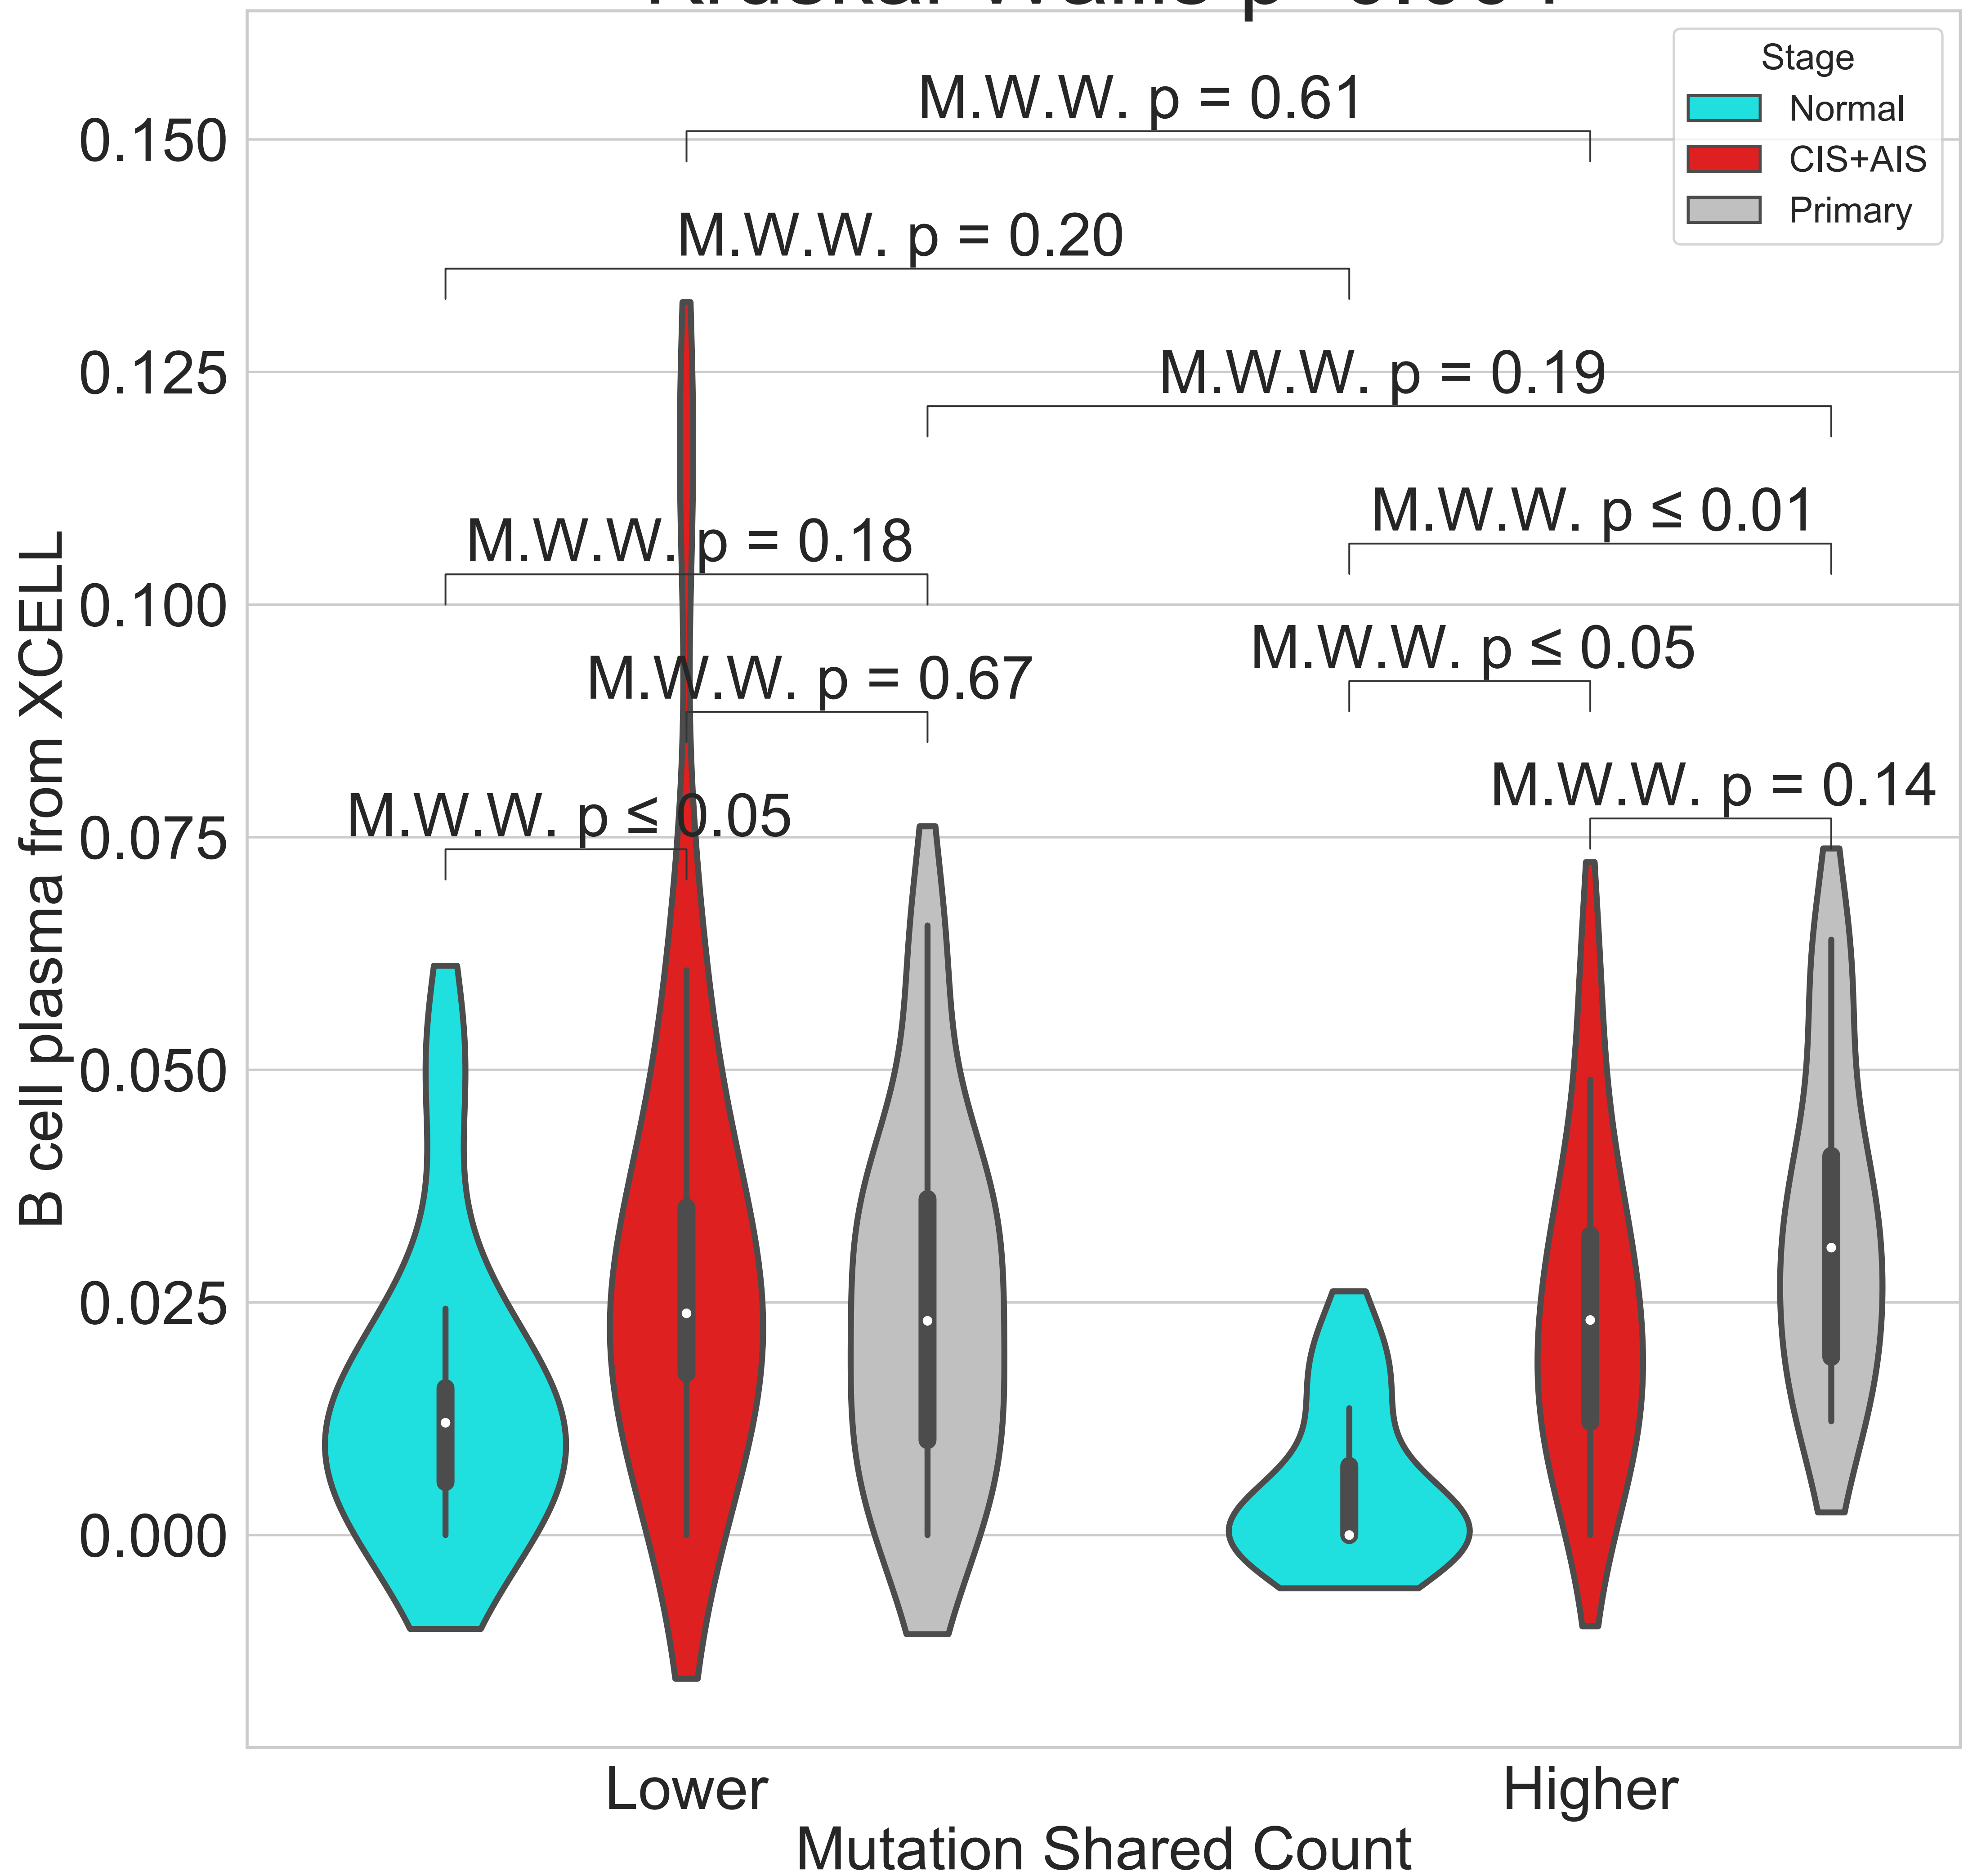 M.W.W. p = 0.61
M.W.W. p = 0.20
M.W.W. p = 0.19
M.W.W. p ≤ 0.01
M.W.W. p = 0.18
M.W.W. p ≤ 0.05
M.W.W. p = 0.67
M.W.W. p = 0.14
M.W.W. p ≤ 0.05
Stage
Normal
CIS+AIS
Primary
B cell plasma from XCELL
0.150
0.125
0.100
0.075
0.050
0.025
0.000
Lower
Higher
Mutation Shared Count